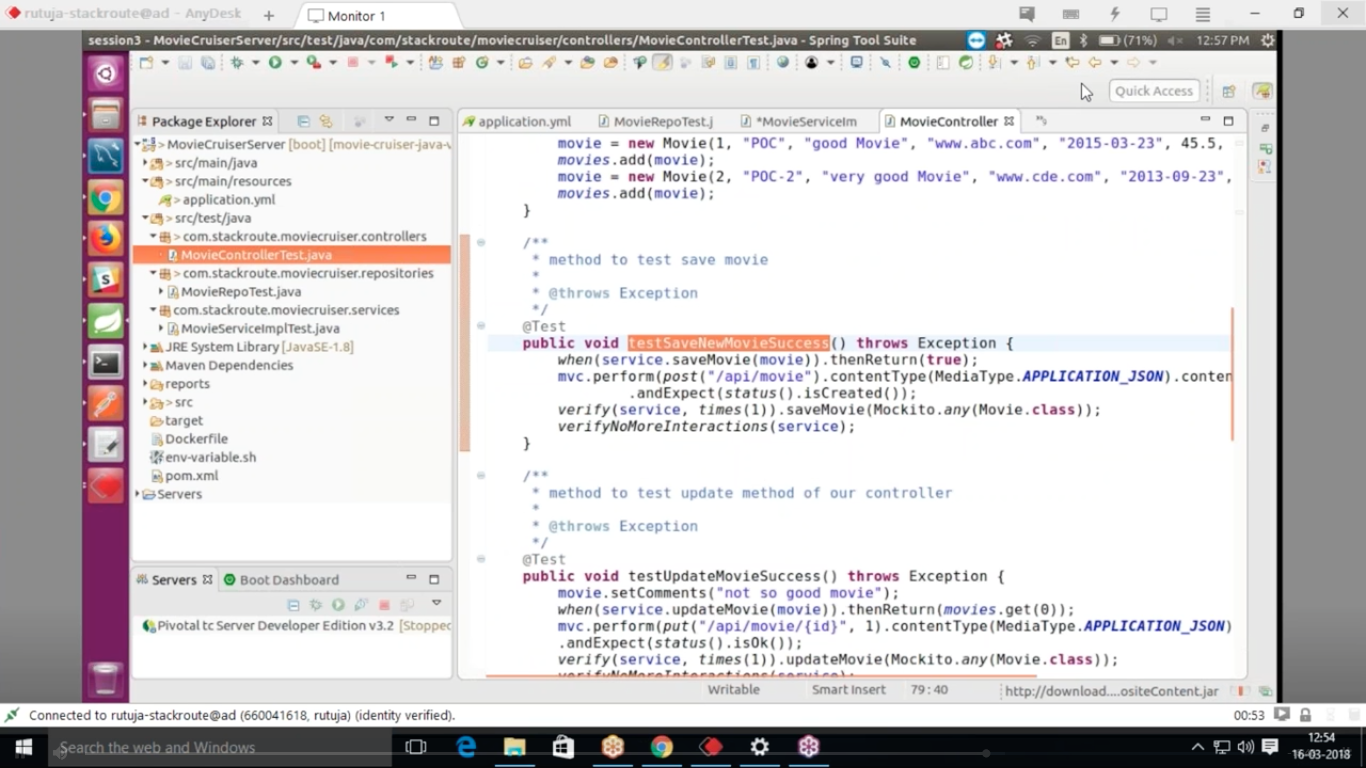 rutuja-stackroute@ad - AnyDesk
Monitor 1
session3 - MovieCruiserServer/src/test/java/com/stackroute/moviecruiser/controllers/MovieControllerTest.java - Spring Tool Suite
En (71%) 12:57 PM
Quick Access
Package Explorer
application.yml MovieRepoTest.j *MovieServiceIm MovieController
> MovieCruiserServer [boot] [movie-cruiser-java-v
> src/main/java
> src/main/resources
> application.yml
> src/test/java
> com.stackroute.moviecruiser.controllers
MovieControllerTest.java
> com.stackroute.moviecruiser.repositories
MovieRepoTest.java
com.stackroute.moviecruiser.services
MovieServiceImplTest.java
JRE System Library [JavaSE-1.8]
Maven Dependencies
reports
> src
target
Dockerfile
env-variable.sh
pom.xml
Servers
movie = new Movie(1, "POC", "good Movie", "www.abc.com", "2015-03-23", 45.5,
movies.add(movie);
movie = new Movie(2, "POC-2", "very good Movie", "www.cde.com", "2013-09-23",
movies.add(movie);
}
/**
* method to test save movie
*
* @throws Exception
*/
@Test
public void testSaveNewMovieSuccess() throws Exception {
when(service.saveMovie(movie)).thenReturn(true);
mvc.perform(post("/api/movie").contentType(MediaType.APPLICATION_JSON).conten
.andExpect(status().isCreated());
verify(service, times(1)).saveMovie(Mockito.any(Movie.class));
verifyNoMoreInteractions(service);
}
/**
* method to test update method of our controller
*
* @throws Exception
*/
@Test
public void testUpdateMovieSuccess() throws Exception {
movie.setComments("not so good movie");
when(service.updateMovie(movie)).thenReturn(movies.get(0));
mvc.perform(put("/api/movie/{id}", 1).contentType(MediaType.APPLICATION_JSON)
.andExpect(status().isOk());
verify(service, times(1)).updateMovie(Mockito.any(Movie.class));
verifyNoMoreInteractions(service);
Servers Boot Dashboard
Pivotal tc Server Developer Edition v3.2 [Stopped
Writable Smart Insert 79 : 40 http://download....ositeContent.jar
Connected to rutuja-stackroute@ad (660041618, rutuja) (identity verified).
00:53
Search the web and Windows
12:54
16-03-2018